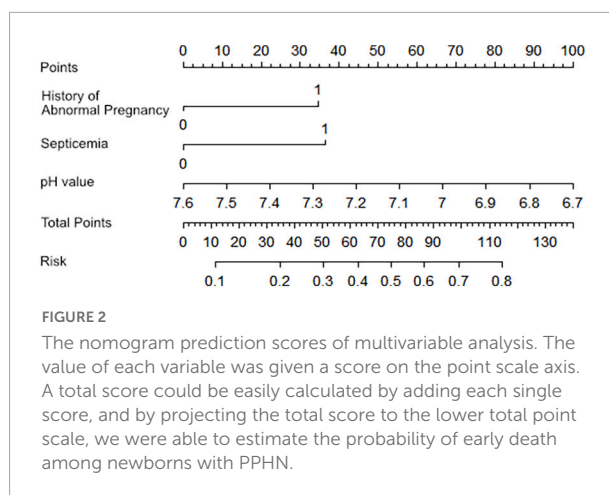 0 10 20 30 40 50 60 70 80 90 100
Points
1
History of
Abnormal Pregnancy
0
1
Septicemia
0
pH value
7.6 7.5 7.4 7.3 7.2 7.1 7 6.9 6.8 6.7
Total Points
0 10 20 30 40 50 60 70 80 90 110 130
Risk
0.1 0.2 0.3 0.4 0.5 0.6 0.7 0.8
FIGURE 2
The nomogram prediction scores of multivariable analysis. The
value of each variable was given a score on the point scale axis.
A total score could be easily calculated by adding each single
score, and by projecting the total score to the lower total point
scale, we were able to estimate the probability of early death
among newborns with PPHN.